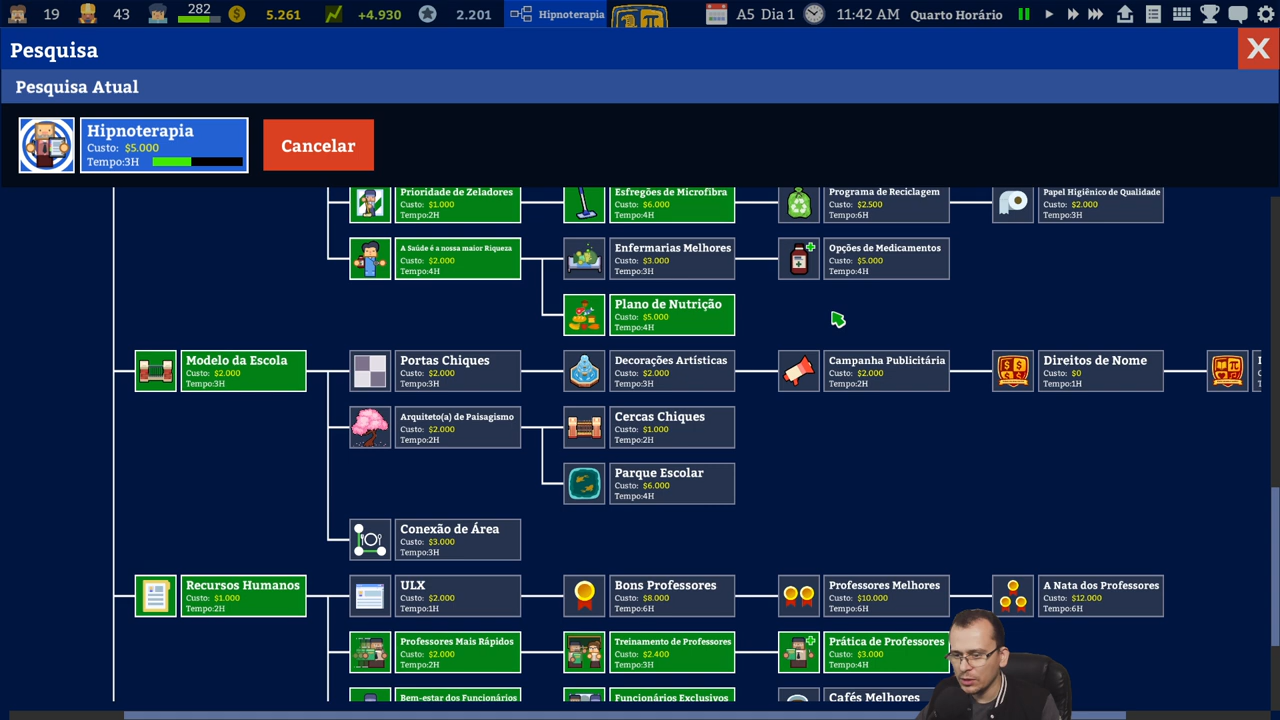 19 43 282 5.261 +4.930 2.201 Hipnoterapia A5 Dia 1 11:42 AM Quarto Horário
Pesquisa
X
Pesquisa Atual
Hipnoterapia
Custo: $5.000
Tempo:3H
Cancelar
Prioridade de Zeladores
Custo: $1.000
Tempo:2H
Esfregões de Microfibra
Custo: $6.000
Tempo:4H
Programa de Reciclagem
Custo: $2.500
Tempo:6H
Papel Higiênico de Qualidade
Custo: $2.000
Tempo:3H
A Saúde é a nossa maior Riqueza
Custo: $2.000
Tempo:4H
Enfermarias Melhores
Custo: $3.000
Tempo:3H
Opções de Medicamentos
Custo: $5.000
Tempo:4H
Plano de Nutrição
Custo: $5.000
Tempo:4H
Modelo da Escola
Custo: $2.000
Tempo:3H
Portas Chiques
Custo: $2.000
Tempo:3H
Decorações Artísticas
Custo: $2.000
Tempo:3H
Campanha Publicitária
Custo: $2.000
Tempo:2H
Direitos de Nome
Custo: $0
Tempo:1H
Arquiteto(a) de Paisagismo
Custo: $2.000
Tempo:2H
Cercas Chiques
Custo: $1.000
Tempo:2H
Parque Escolar
Custo: $6.000
Tempo:4H
Conexão de Área
Custo: $3.000
Tempo:3H
Recursos Humanos
Custo: $1.000
Tempo:2H
ULX
Custo: $2.000
Tempo:1H
Bons Professores
Custo: $8.000
Tempo:6H
Professores Melhores
Custo: $10.000
Tempo:6H
A Nata dos Professores
Custo: $12.000
Tempo:6H
Professores Mais Rápidos
Custo: $2.000
Tempo:2H
Treinamento de Professores
Custo: $2.400
Tempo:3H
Prática de Professores
Custo: $3.000
Tempo:4H
Bem-estar dos Funcionários
Funcionários Exclusivos
Cafés Melhores